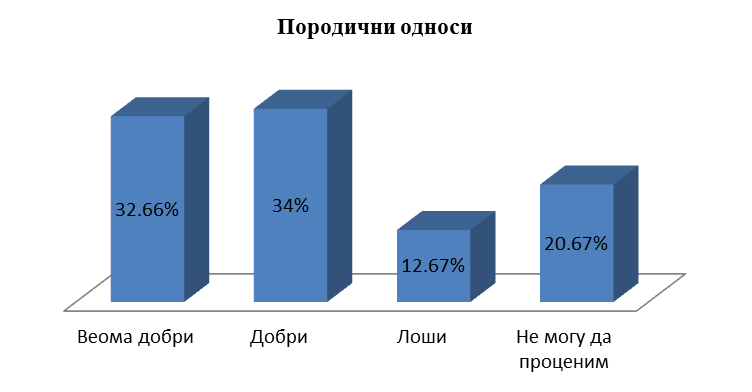 Породични односи
32.66%
34%
12.67%
20.67%
Веома добри
Добри
Лоши
Не могу да
проценим